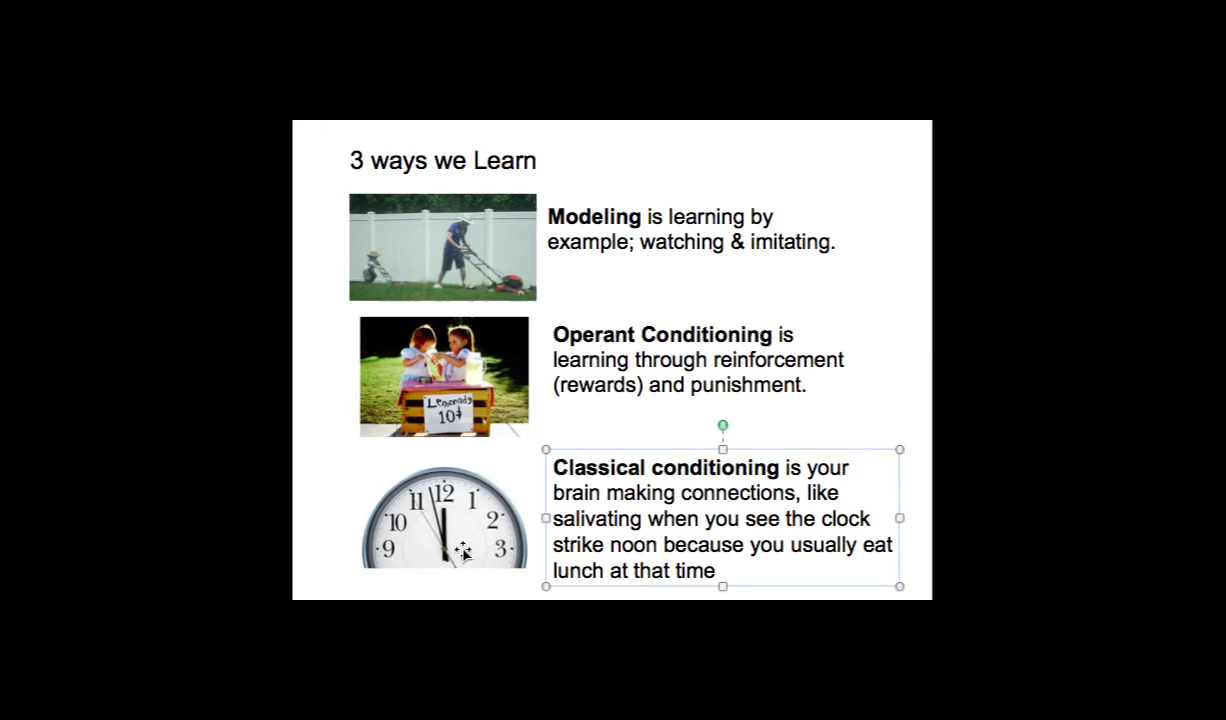 3 ways we Learn
Modeling is learning by
example; watching & imitating.
Operant Conditioning is
learning through reinforcement
(rewards) and punishment.
Lemonade
10¢
Classical conditioning is your
brain making connections, like
salivating when you see the clock
strike noon because you usually eat
lunch at that time
11 12 1
10 2
9 3